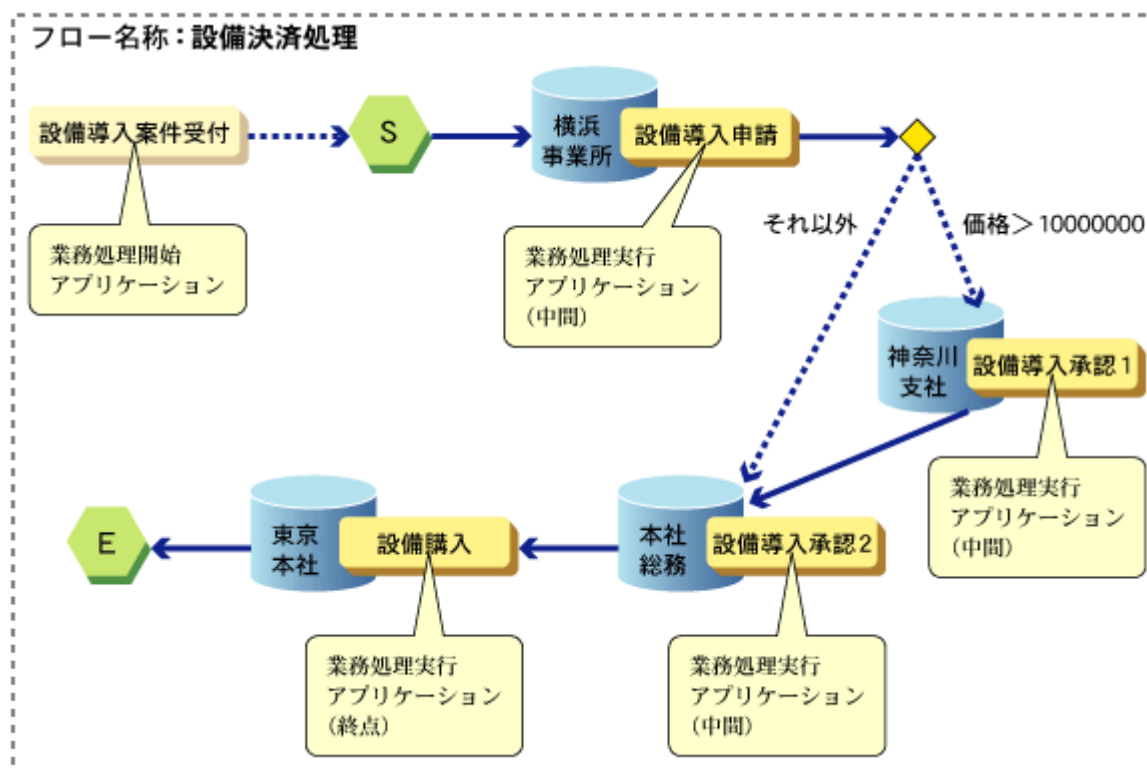 フロー名称：設備決済処理
設備導入案件受付
S
横浜
事業所
設備導入申請
業務処理開始
アプリケーション
業務処理実行
アプリケーション
（中間）
それ以外
価格＞10000000
神奈川
支社
設備導入承認1
業務処理実行
アプリケーション
（中間）
E
東京
本社
設備購入
本社
総務
設備導入承認2
業務処理実行
アプリケーション
（終点）
業務処理実行
アプリケーション
（中間）